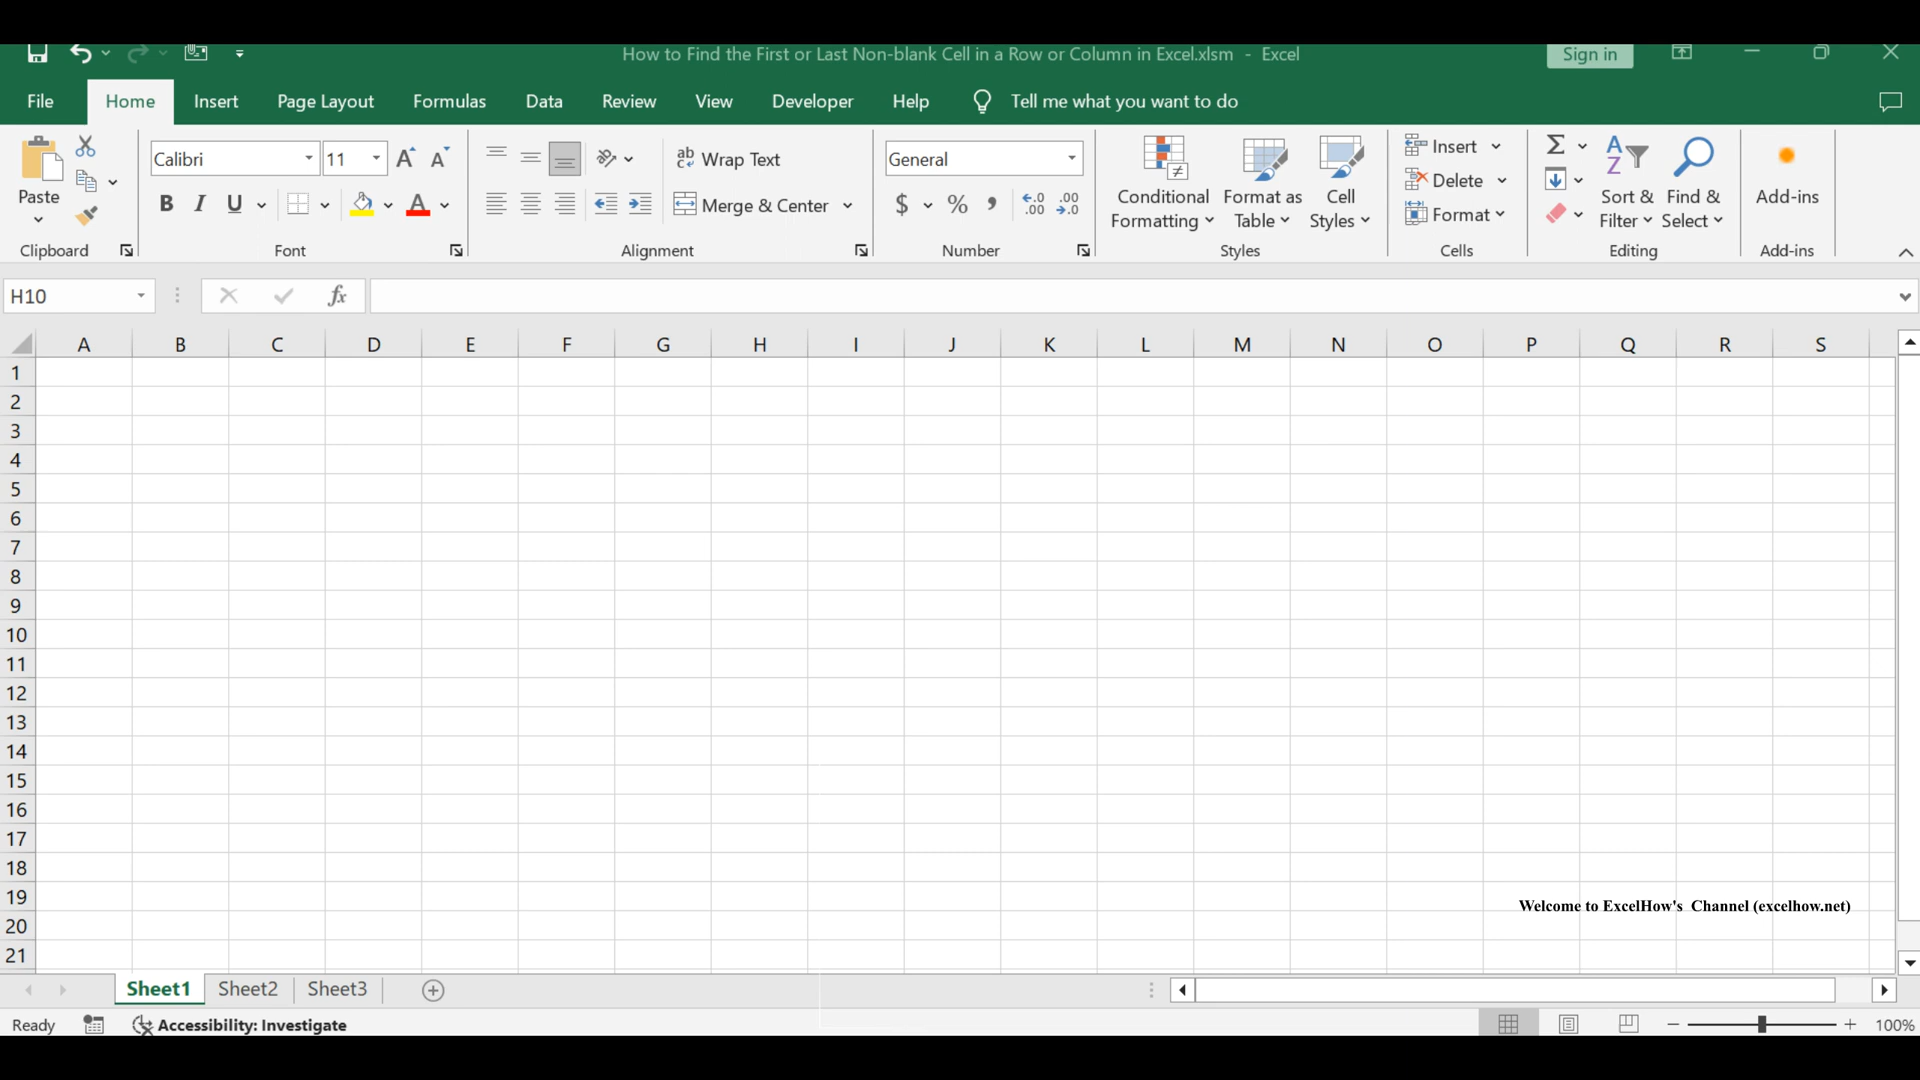 How to Find the First or Last Non-blank Cell in a Row or Column in Excel.xlsm - Excel
Sign in
File Home Insert Page Layout Formulas Data Review View Developer Help Tell me what you want to do
Calibri 11 Wrap Text General Insert
Paste Conditional Formatting Format as Table Cell Styles Delete Sort & Filter Find & Select Add-ins
B I U Merge & Center $ % Format
Clipboard Font Alignment Number Styles Cells Editing Add-ins
H10 fx
A B C D E F G H I J K L M N O P Q R S
1
2
3
4
5
6
7
8
9
10
11
12
13
14
15
16
17
18
19
Welcome to ExcelHow's Channel (excelhow.net)
20
21
Sheet1 Sheet2 Sheet3
Ready Accessibility: Investigate 100%